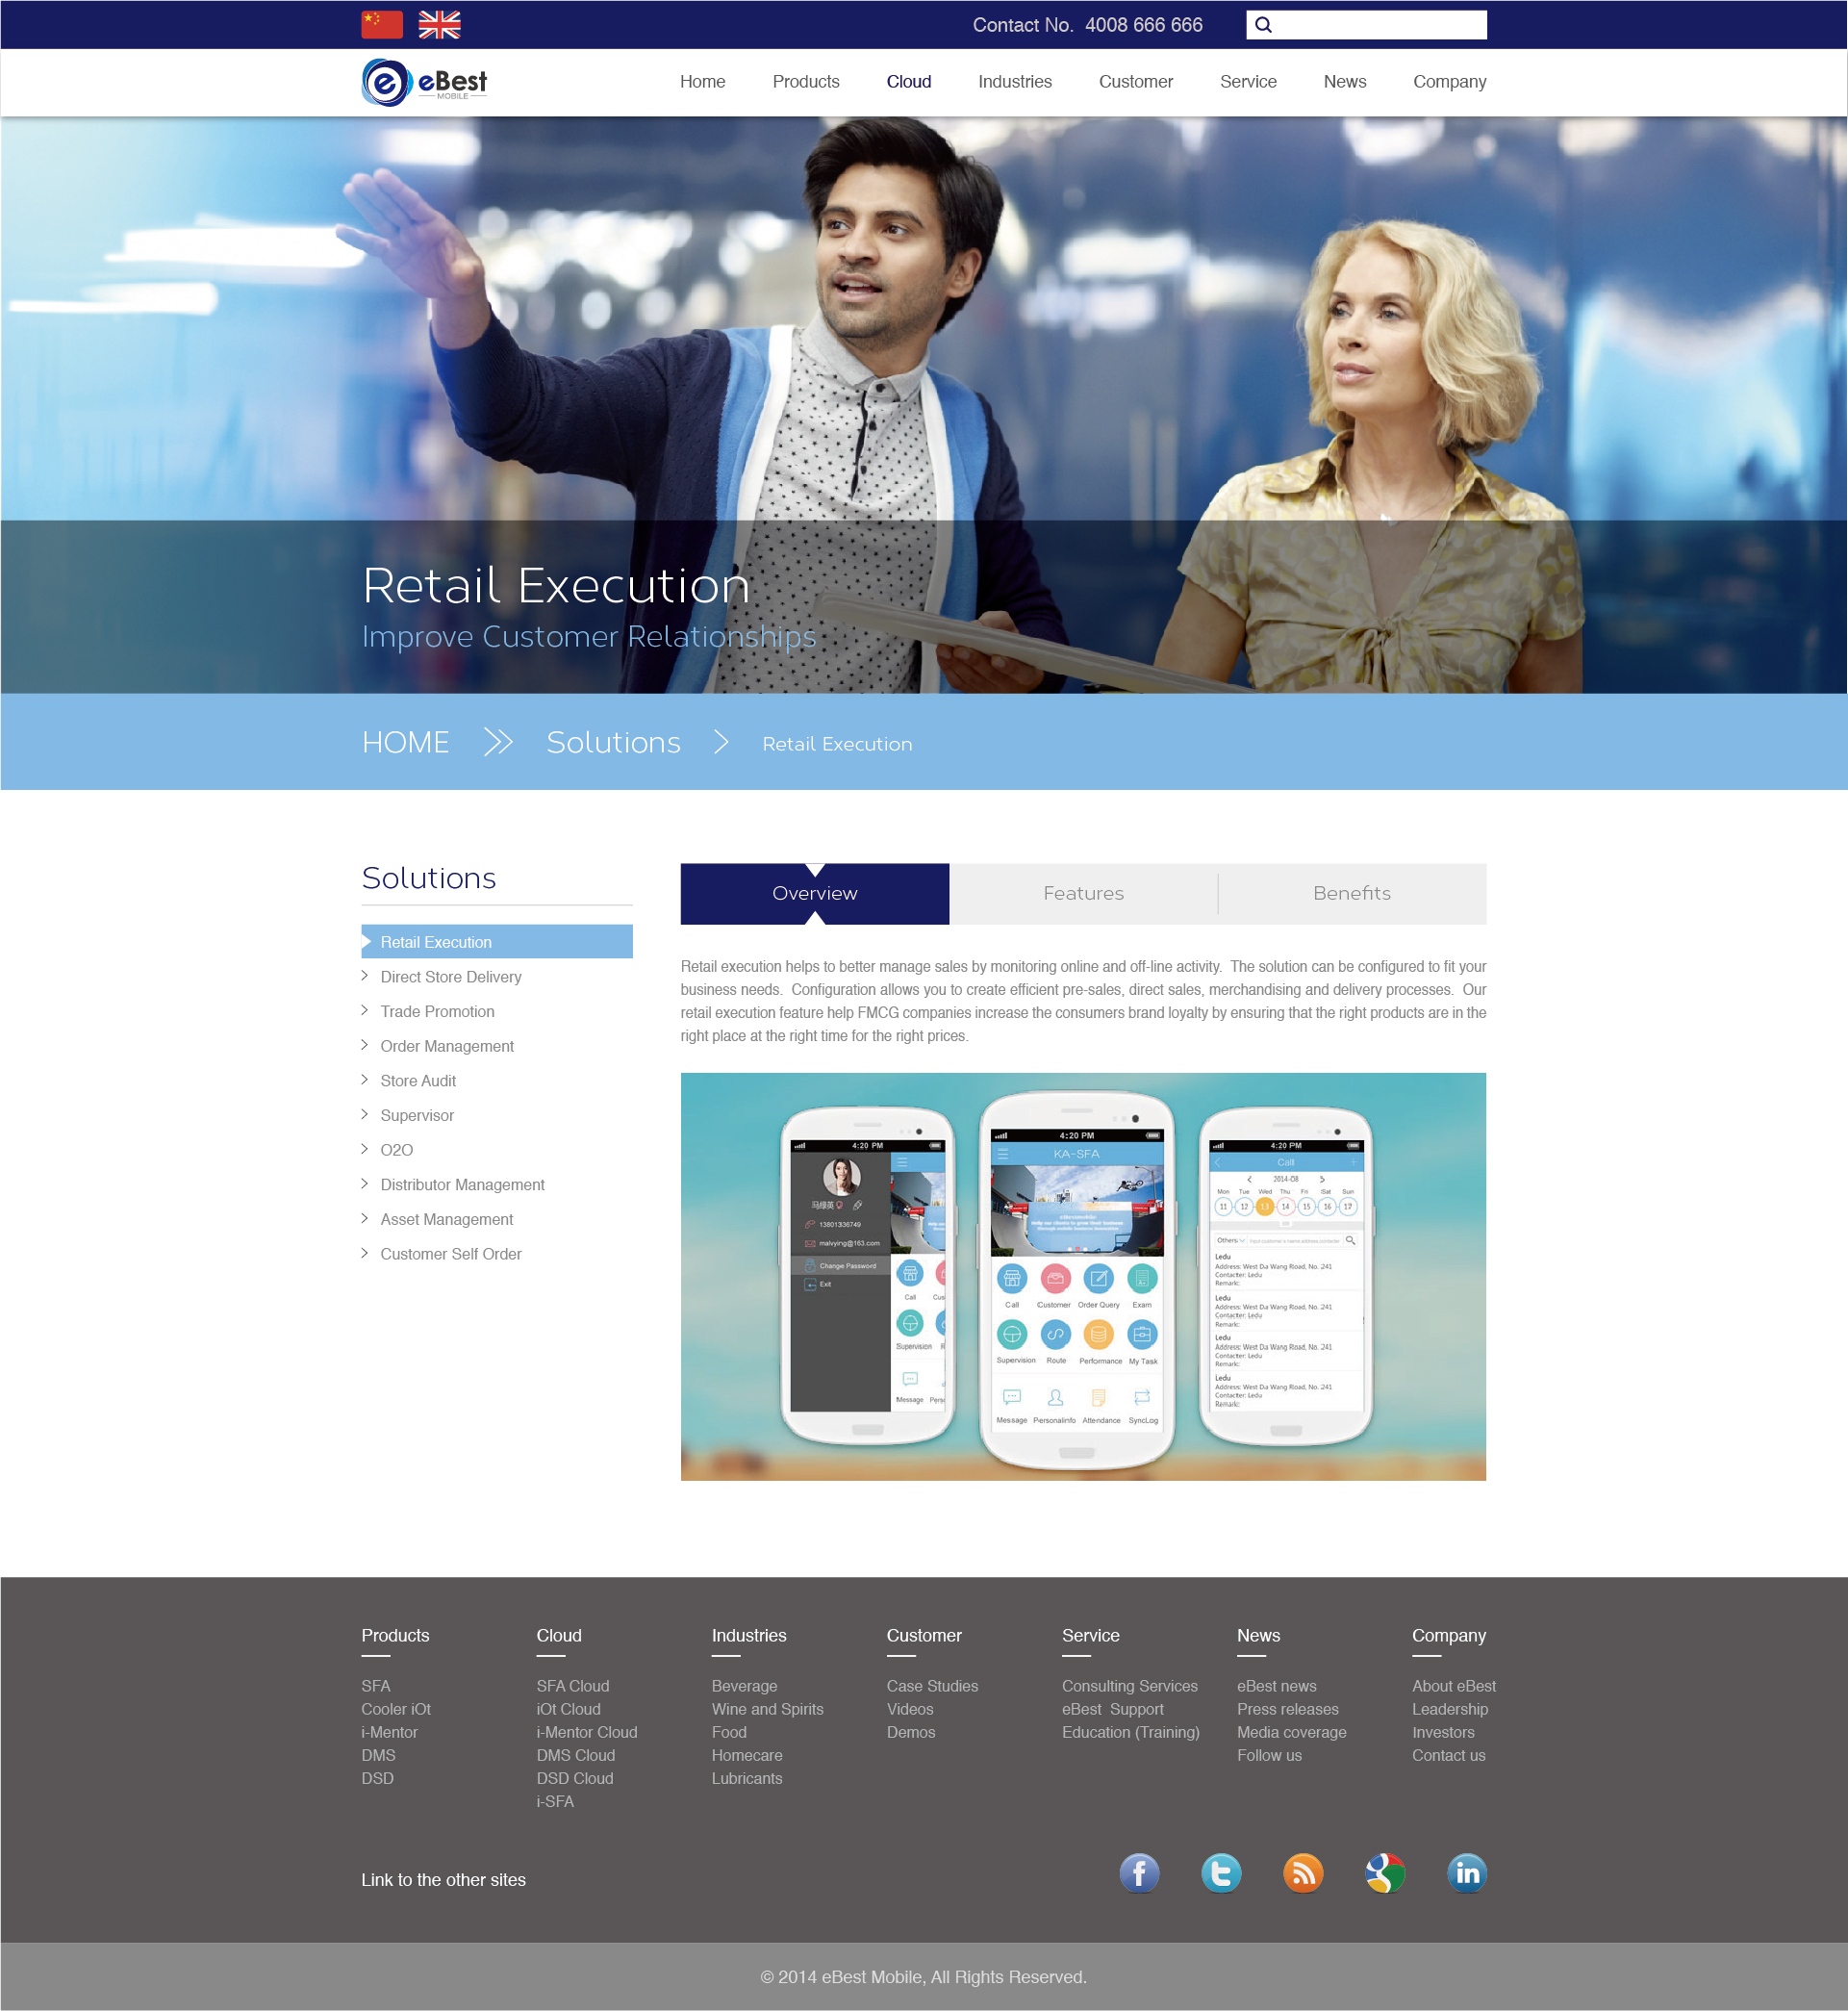 Contact No. 4008 666 666
eBest
MOBILE
Home Products Cloud Industries Customer Service News Company
Retail Execution
Improve Customer Relationships
HOME Solutions Retail Execution
Solutions
Retail Execution
Direct Store Delivery
Trade Promotion
Order Management
Store Audit
Supervisor
O2O
Distributor Management
Asset Management
Customer Self Order
Overview Features Benefits
Retail execution helps to better manage sales by monitoring online and off-line activity. The solution can be configured to fit your
business needs. Configuration allows you to create efficient pre-sales, direct sales, merchandising and delivery processes. Our
retail execution feature help FMCG companies increase the consumers brand loyalty by ensuring that the right products are in the
right place at the right time for the right prices.
4:20 PM
13801336749
malvying@163.com
Change Password
Exit
Call
Supervision
Message
4:20 PM
KA-SFA
Help our clients to grow their business
Call Customer Order Query Exam
Supervision Route Performance My Task
Message Personalinfo Attendance SyncLog
4:20 PM
Call
2014-08
Mon Tue Wed Thu Fri Sat Sun
11 12 13 14 15 16 17
Others
Ledu
Address: West Da Wang Road, No. 241
Contacter: Ledu
Remark:
Ledu
Address: West Da Wang Road, No. 241
Contacter: Ledu
Remark:
Ledu
Address: West Da Wang Road, No. 241
Contacter: Ledu
Remark:
Ledu
Address: West Da Wang Road, No. 241
Contacter: Ledu
Remark:
Products
SFA
Cooler iOt
i-Mentor
DMS
DSD
Cloud
SFA Cloud
iOt Cloud
i-Mentor Cloud
DMS Cloud
DSD Cloud
i-SFA
Industries
Beverage
Wine and Spirits
Food
Homecare
Lubricants
Customer
Case Studies
Videos
Demos
Service
Consulting Services
eBest Support
Education (Training)
News
eBest news
Press releases
Media coverage
Follow us
Company
About eBest
Leadership
Investors
Contact us
Link to the other sites
© 2014 eBest Mobile, All Rights Reserved.